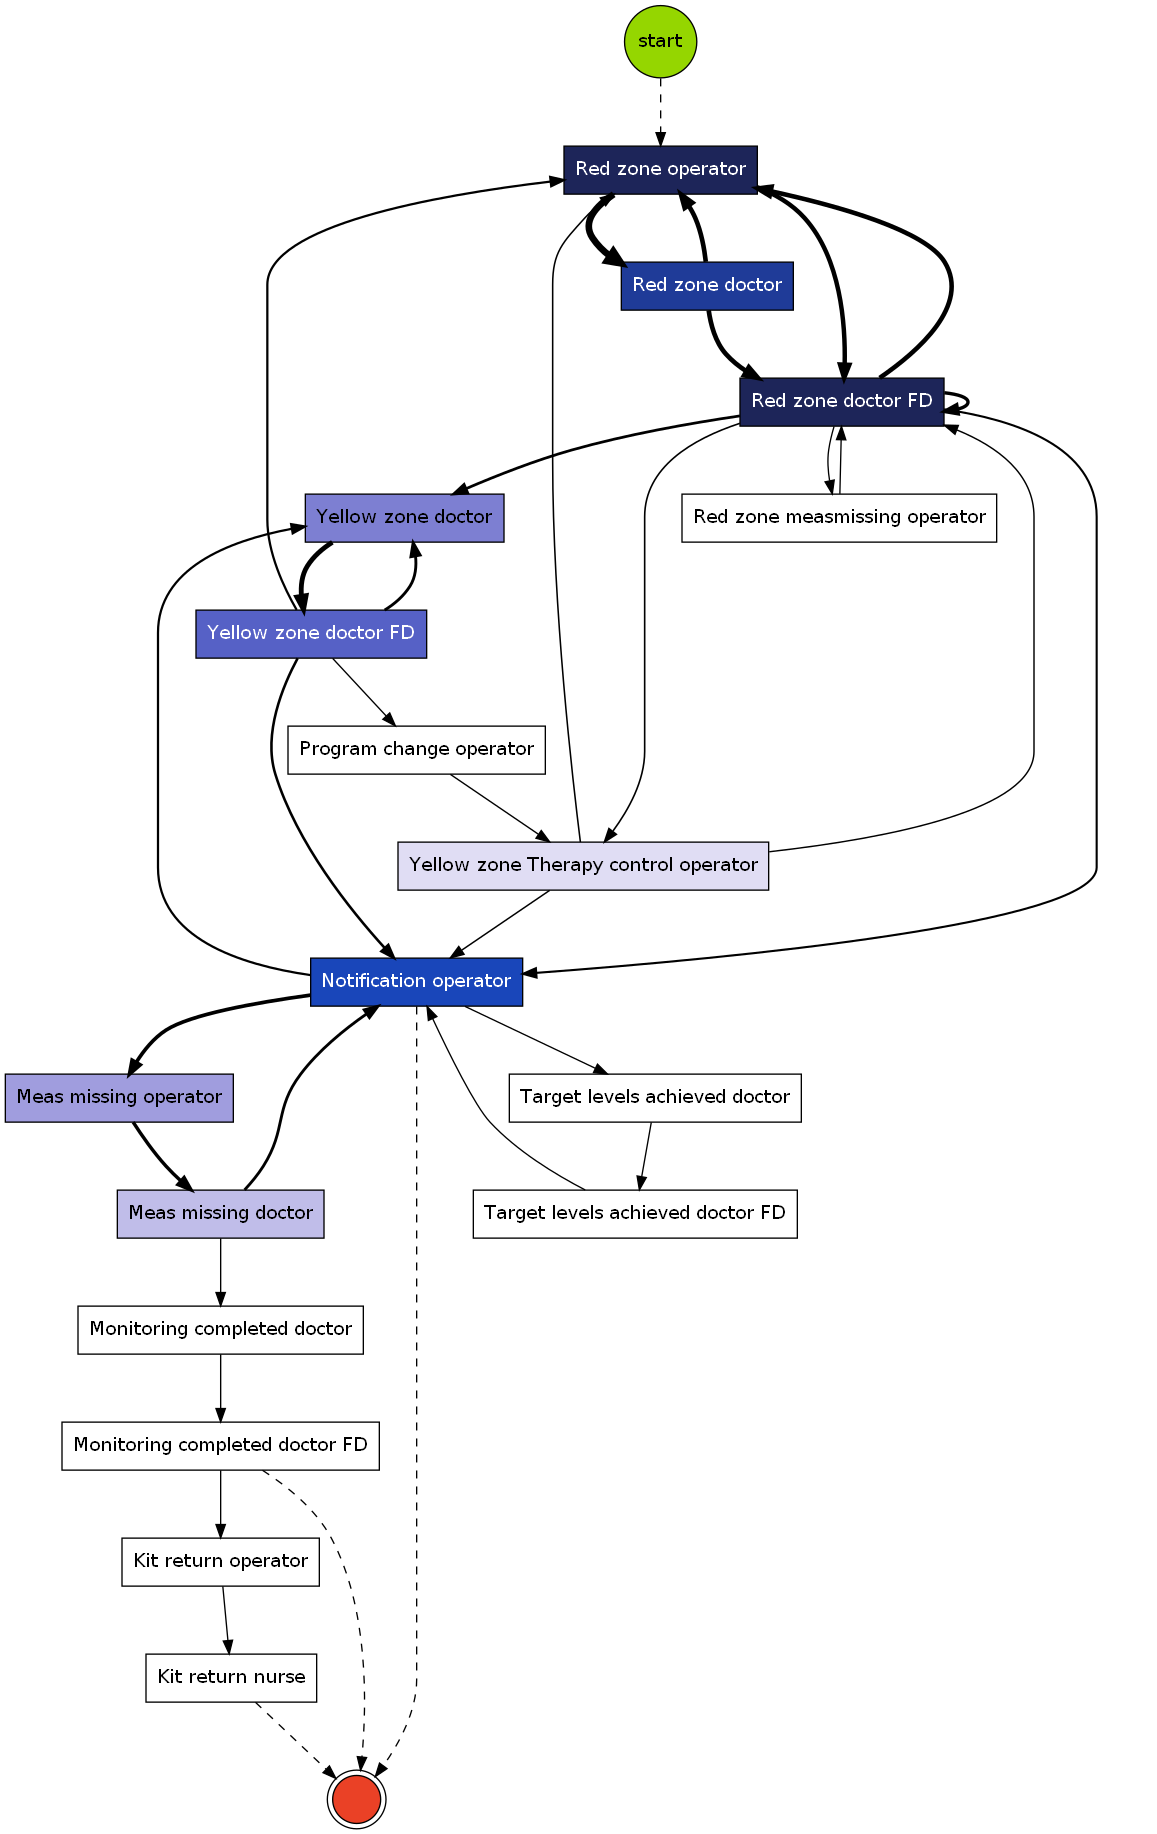 start
Red zone operator
Red zone doctor
Red zone doctor FD
Yellow zone doctor
Red zone measmissing operator
Yellow zone doctor FD
Program change operator
Yellow zone Therapy control operator
Notification operator
Meas missing operator
Target levels achieved doctor
Meas missing doctor
Target levels achieved doctor FD
Monitoring completed doctor
Monitoring completed doctor FD
Kit return operator
Kit return nurse